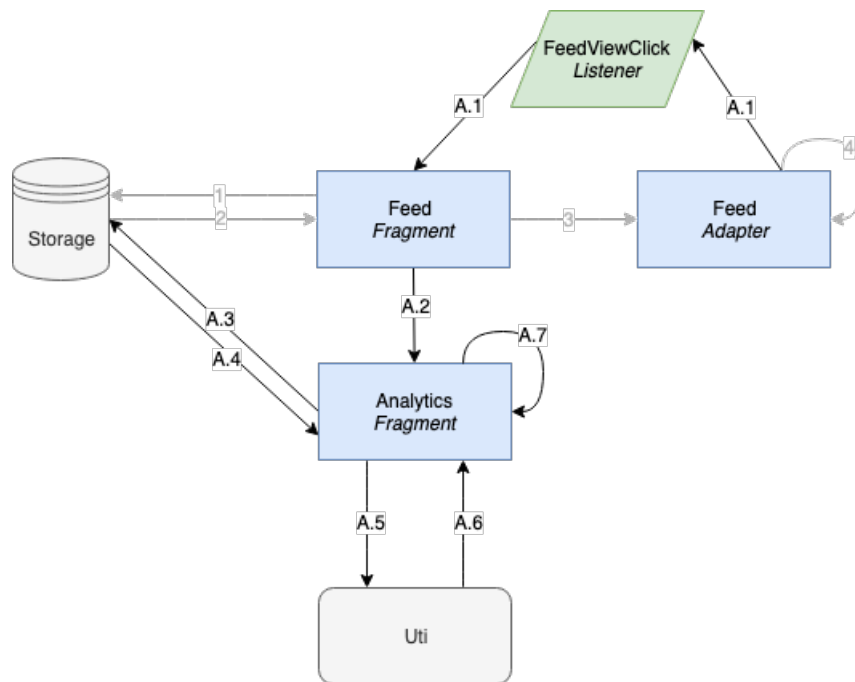 FeedViewClick
Listener
A.1
A.1
4
1
2
Storage
Feed
Fragment
3
Feed
Adapter
A.2
A.3
A.4
A.7
Analytics
Fragment
A.5
A.6
Uti